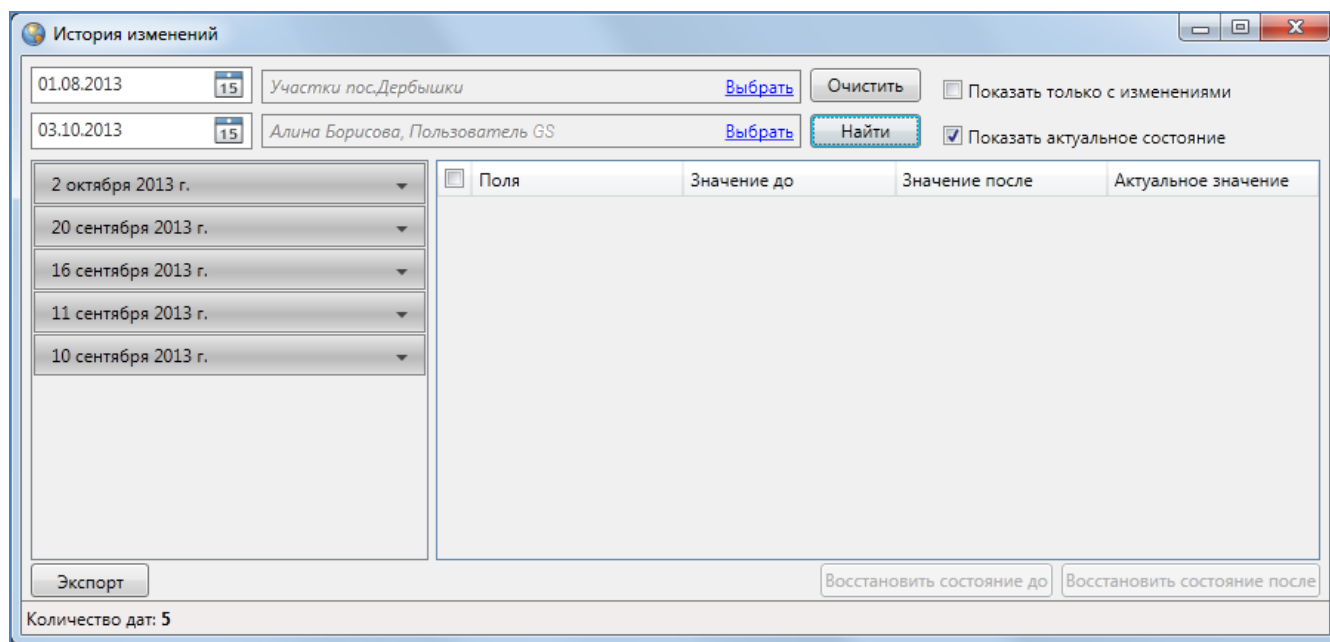 История изменений
01.08.2013 15 Участки пос.Дербышки Выбрать Очистить Показать только с изменениями
03.10.2013 15 Алина Борисова, Пользователь GS Выбрать Найти Показать актуальное состояние
2 октября 2013 г.
20 сентября 2013 г.
16 сентября 2013 г.
11 сентября 2013 г.
10 сентября 2013 г.
Поля Значение до Значение после Актуальное значение
Экспорт Восстановить состояние до Восстановить состояние после
Количество дат: 5